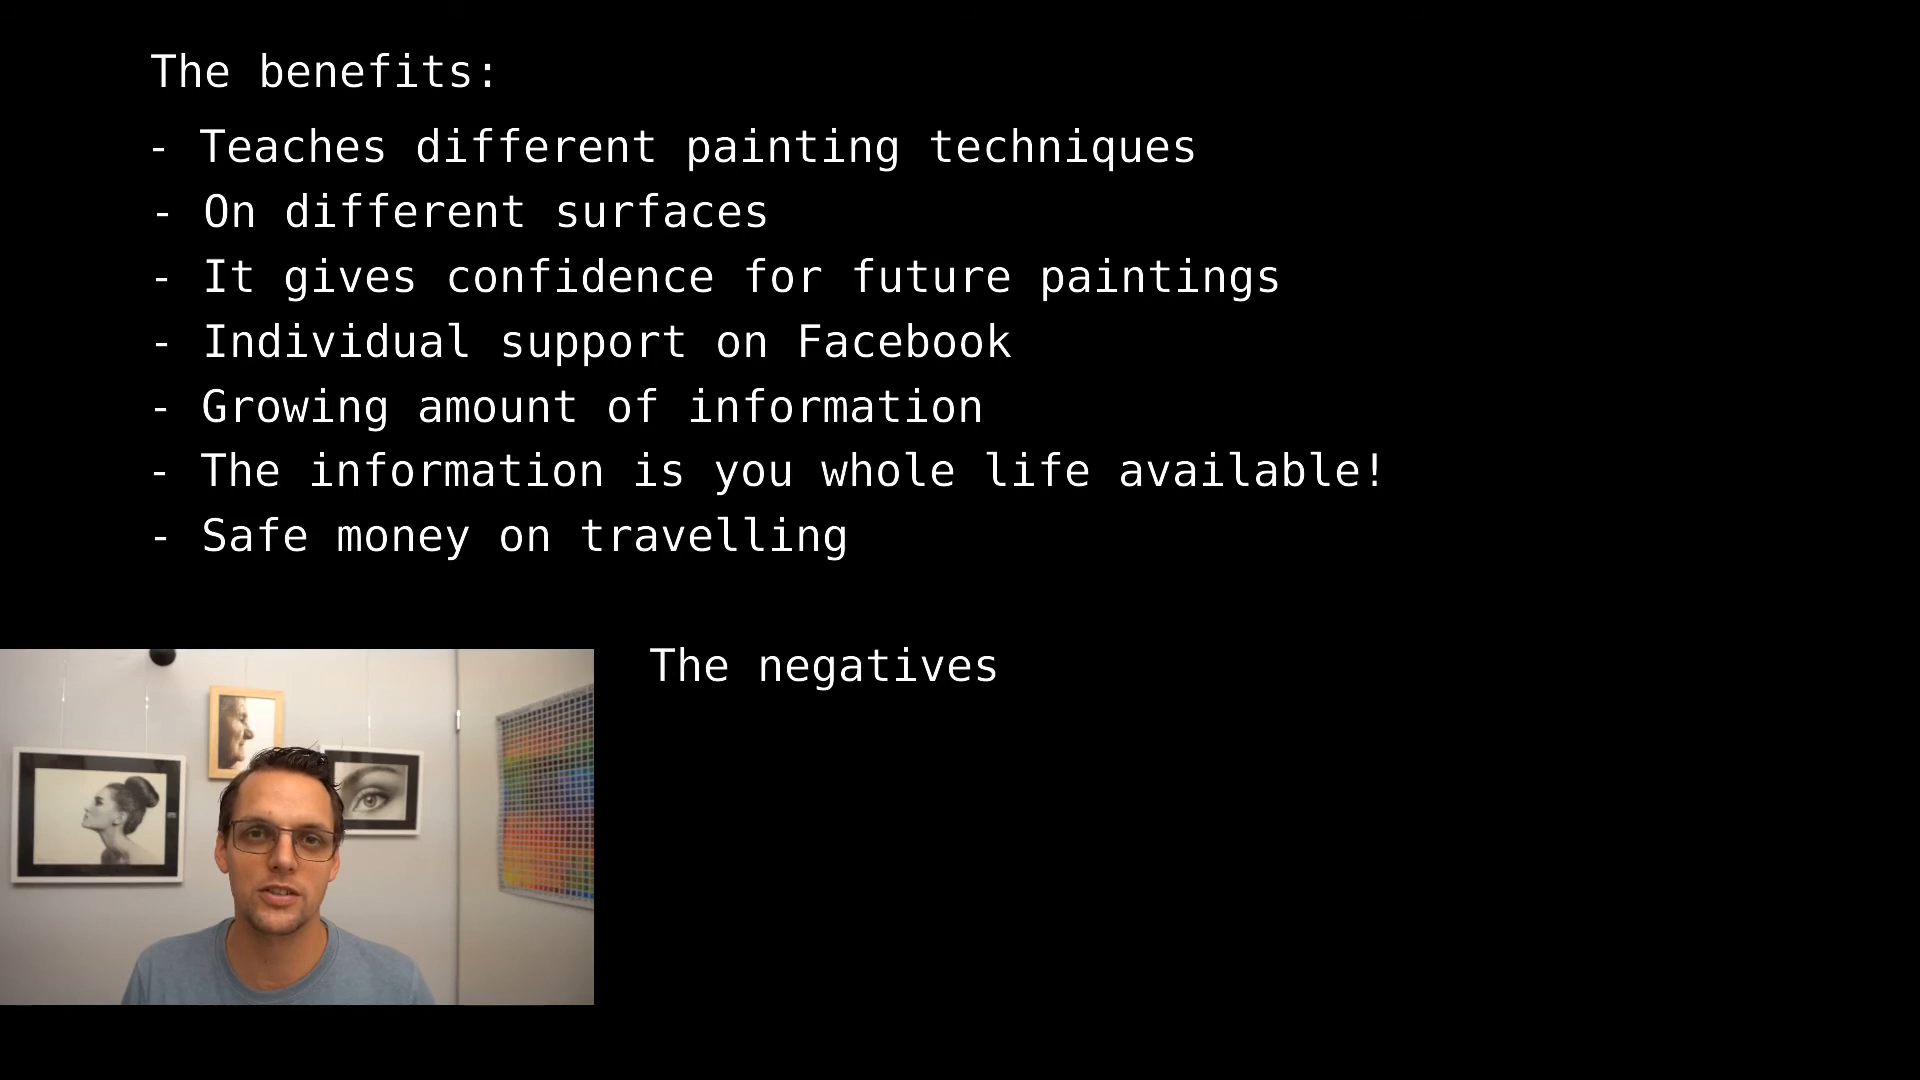 The benefits:
- Teaches different painting techniques
- On different surfaces
- It gives confidence for future paintings
- Individual support on Facebook
- Growing amount of information
- The information is you whole life available!
- Safe money on travelling
The negatives